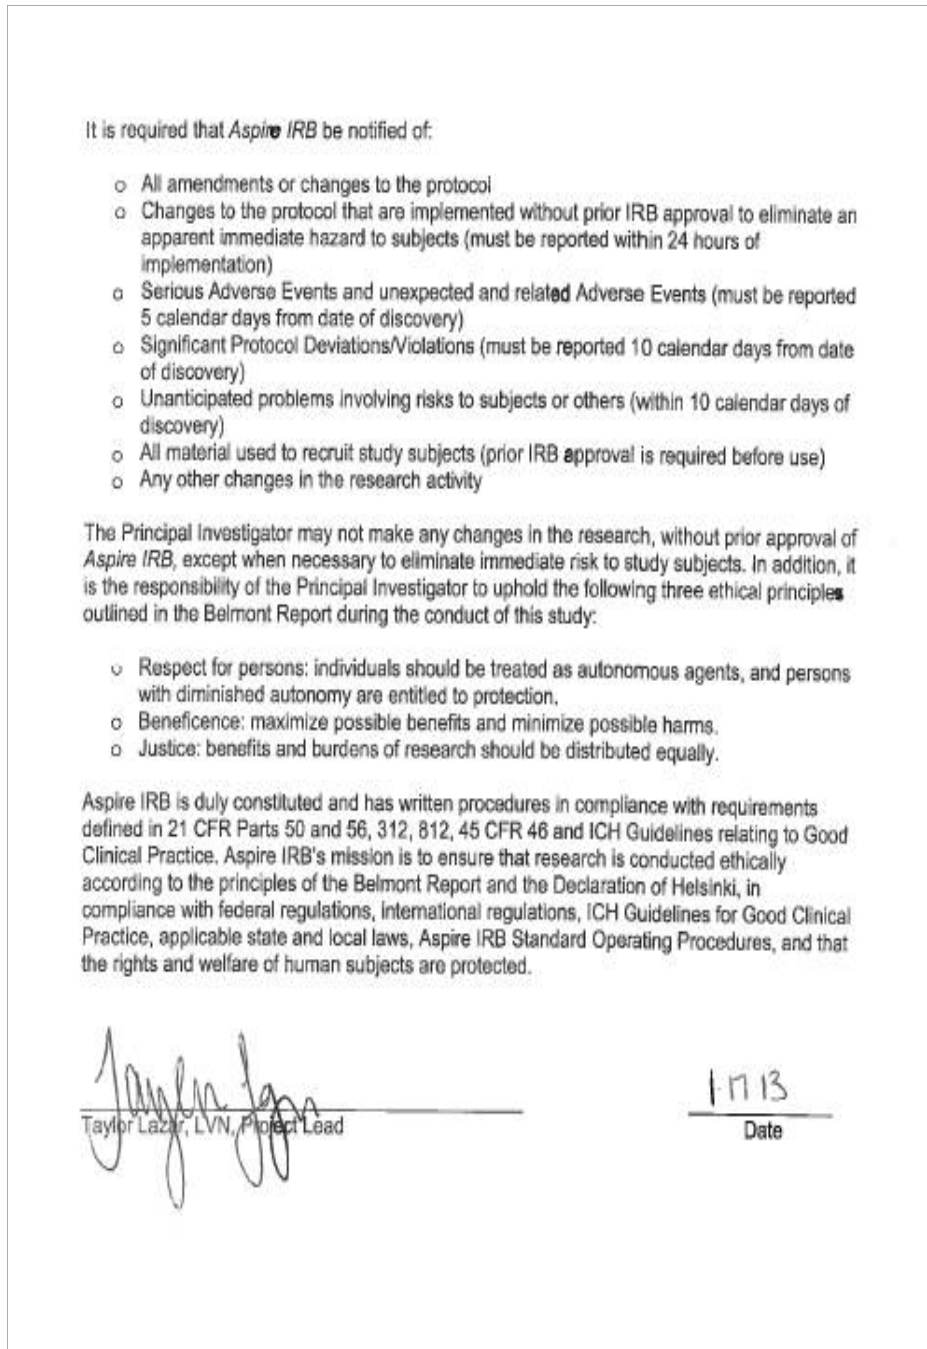 It is required that Aspire IRB be notified of:
o All amendments or changes to the protocol
o Changes to the protocol that are implemented without prior IRB approval to eliminate an
apparent immediate hazard to subjects (must be reported within 24 hours of
implementation)
o Serious Adverse Events and unexpected and related Adverse Events (must be reported
5 calendar days from date of discovery)
o Significant Protocol Deviations/Violations (must be reported 10 calendar days from date
of discovery)
o Unanticipated problems involving risks to subjects or others (within 10 calendar days of
discovery)
o All material used to recruit study subjects (prior IRB approval is required before use)
o Any other changes in the research activity
The Principal Investigator may not make any changes in the research, without prior approval of
Aspire IRB, except when necessary to eliminate immediate risk to study subjects. In addition, it
is the responsibility of the Principal Investigator to uphold the following three ethical principles
outlined in the Belmont Report during the conduct of this study:
o Respect for persons: individuals should be treated as autonomous agents, and persons
with diminished autonomy are entitled to protection.
o Beneficence: maximize possible benefits and minimize possible harms.
o Justice: benefits and burdens of research should be distributed equally.
Aspire IRB is duly constituted and has written procedures in compliance with requirements
defined in 21 CFR Parts 50 and 56, 312, 812, 45 CFR 46 and ICH Guidelines relating to Good
Clinical Practice. Aspire IRB's mission is to ensure that research is conducted ethically
according to the principles of the Belmont Report and the Declaration of Helsinki, in
compliance with federal regulations, international regulations, ICH Guidelines for Good Clinical
Practice, applicable state and local laws, Aspire IRB Standard Operating Procedures, and that
the rights and welfare of human subjects are protected.
Taylor Lazar, LVN, Project Lead
Date